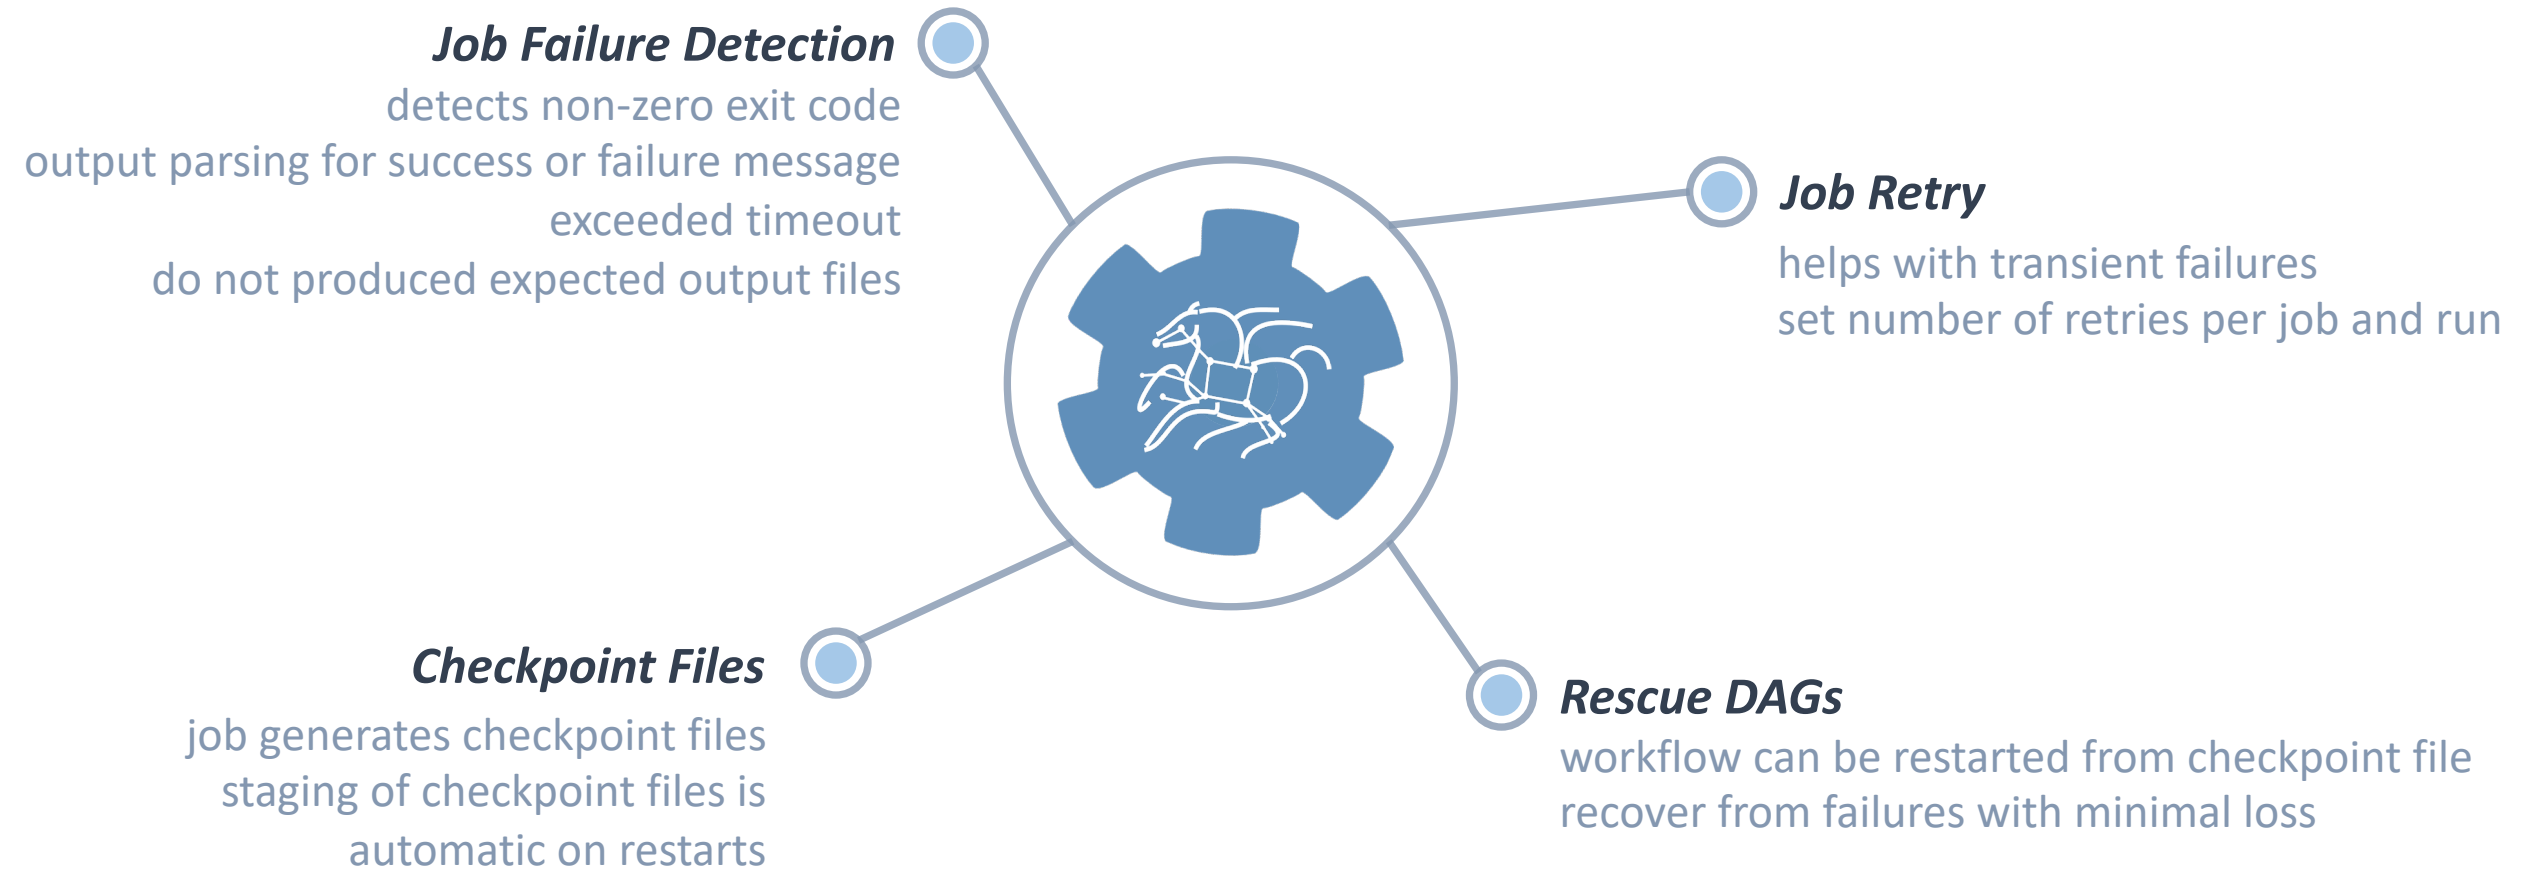 Job Failure Detection
detects non-zero exit code
output parsing for success or failure message
exceeded timeout
do not produced expected output files
Job Retry
helps with transient failures
set number of retries per job and run
Checkpoint Files
job generates checkpoint files
staging of checkpoint files is
automatic on restarts
Rescue DAGs
workflow can be restarted from checkpoint file
recover from failures with minimal loss